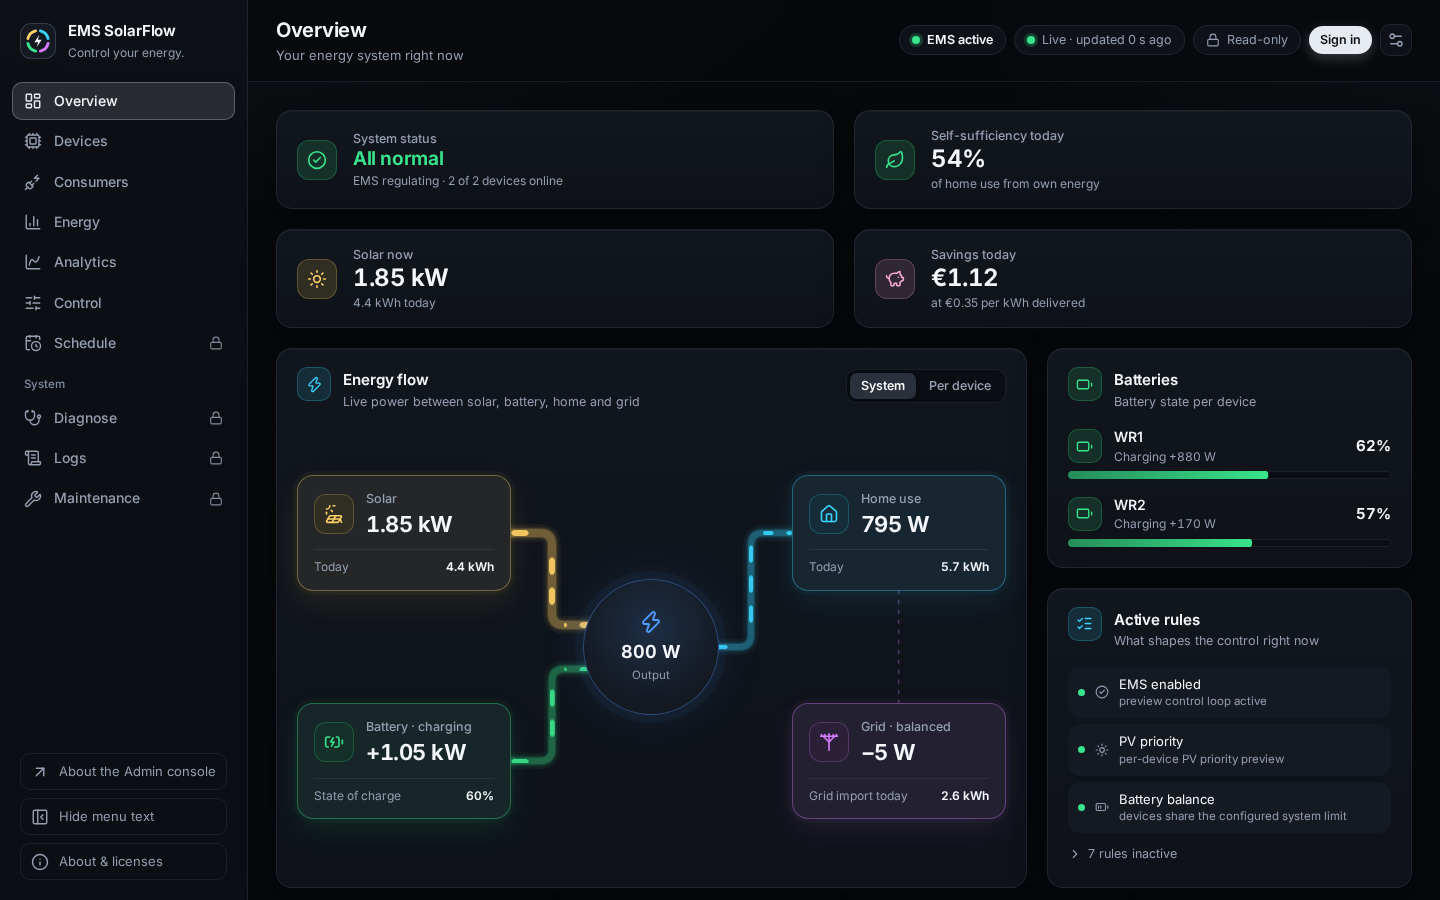 EMS SolarFlow
Control your energy.
Overview
Devices
Consumers
Energy
Analytics
Control
Schedule
System
Diagnose
Logs
Maintenance
About the Admin console
Hide menu text
About & licenses
Overview
Your energy system right now
EMS active
Live · updated 0 s ago
Read-only
Sign in
System status
All normal
EMS regulating · 2 of 2 devices online
Self-sufficiency today
54%
of home use from own energy
Solar now
1.85 kW
4.4 kWh today
Savings today
€1.12
at €0.35 per kWh delivered
Energy flow
Live power between solar, battery, home and grid
System
Per device
Solar
1.85 kW
Today 4.4 kWh
Home use
795 W
Today 5.7 kWh
800 W
Output
Battery · charging
+1.05 kW
State of charge 60%
Grid · balanced
−5 W
Grid import today 2.6 kWh
Batteries
Battery state per device
WR1
Charging +880 W
62%
WR2
Charging +170 W
57%
Active rules
What shapes the control right now
EMS enabled
preview control loop active
PV priority
per-device PV priority preview
Battery balance
devices share the configured system limit
7 rules inactive